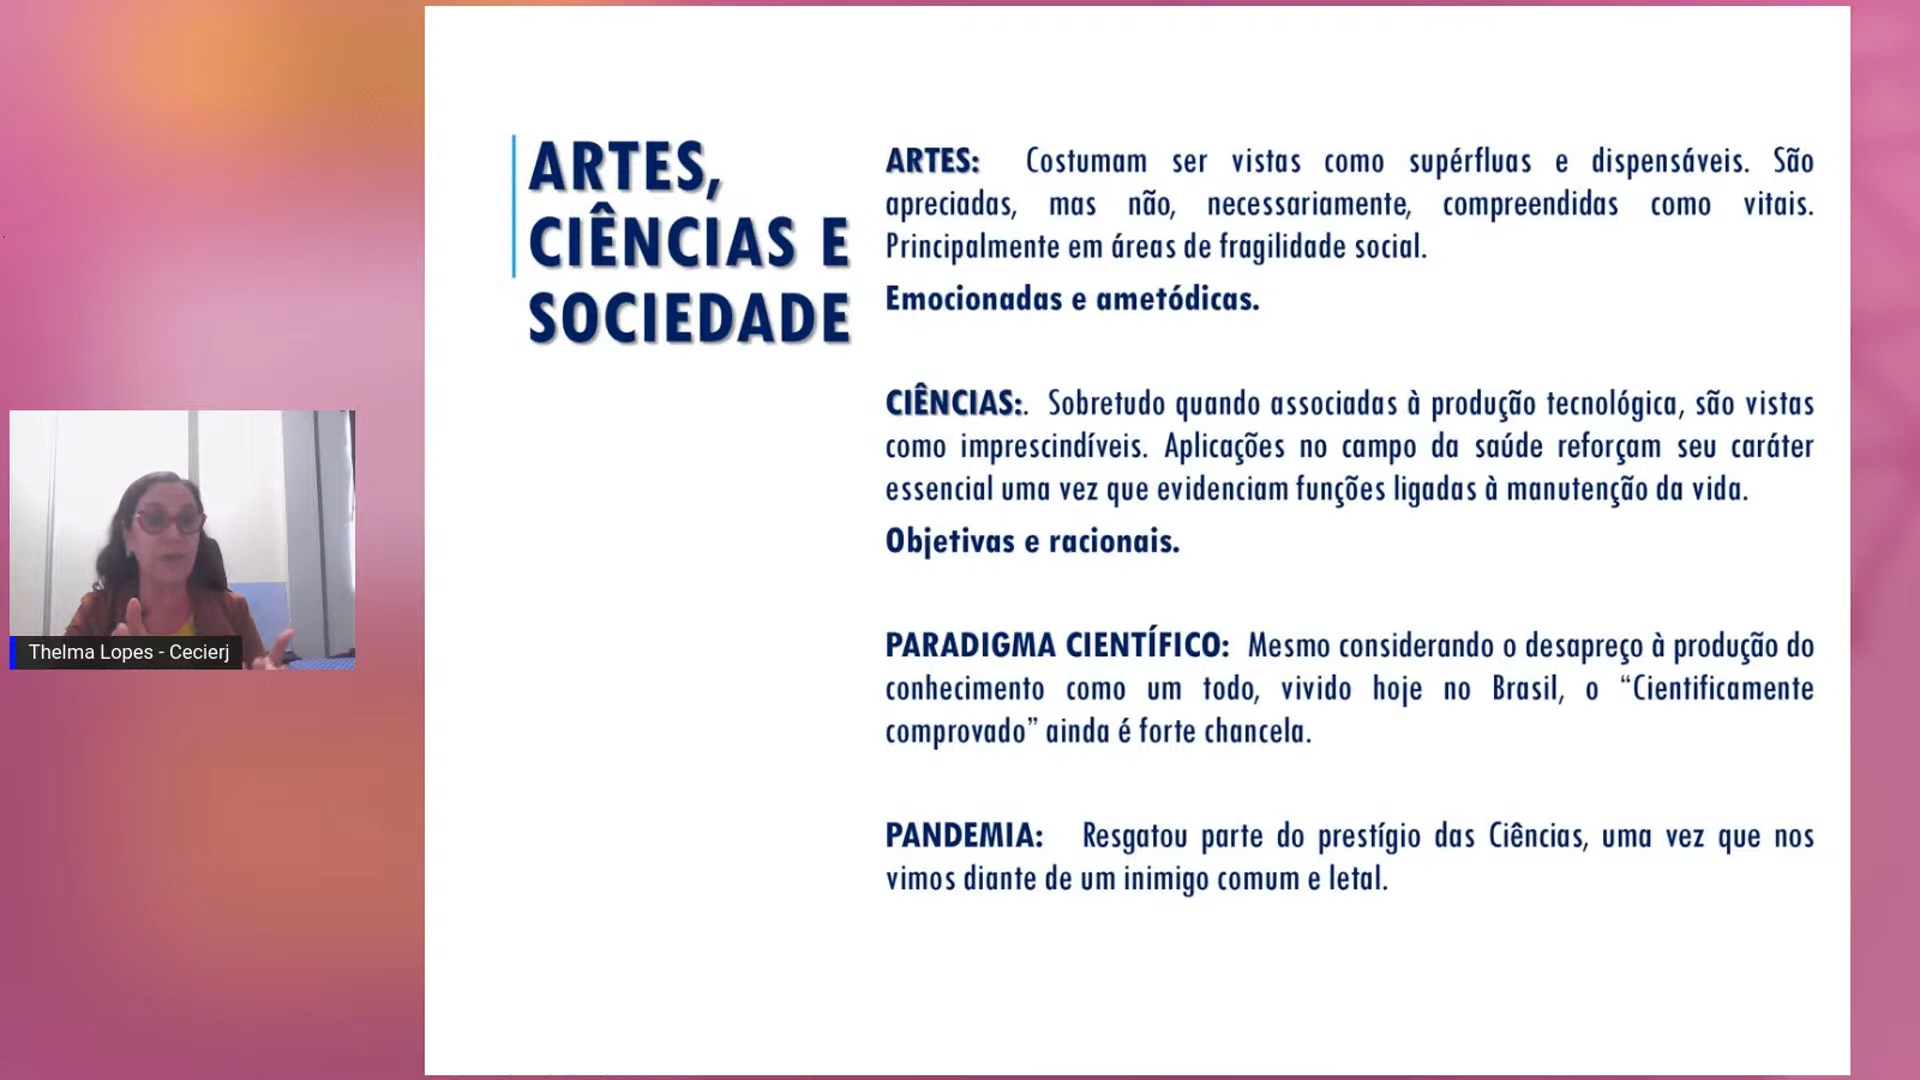 ARTES,
CIÊNCIAS E
SOCIEDADE
ARTES: Costumam ser vistas como supérfluas e dispensáveis. São
apreciadas, mas não, necessariamente, compreendidas como vitais.
Principalmente em áreas de fragilidade social.
Emocionadas e ametódicas.
CIÊNCIAS:. Sobretudo quando associadas à produção tecnológica, são vistas
como imprescindíveis. Aplicações no campo da saúde reforçam seu caráter
essencial uma vez que evidenciam funções ligadas à manutenção da vida.
Objetivas e racionais.
PARADIGMA CIENTÍFICO: Mesmo considerando o desapreço à produção do
conhecimento como um todo, vivido hoje no Brasil, o “Cientificamente
comprovado” ainda é forte chancela.
PANDEMIA: Resgatou parte do prestígio das Ciências, uma vez que nos
vimos diante de um inimigo comum e letal.
Thelma Lopes - Cecierj